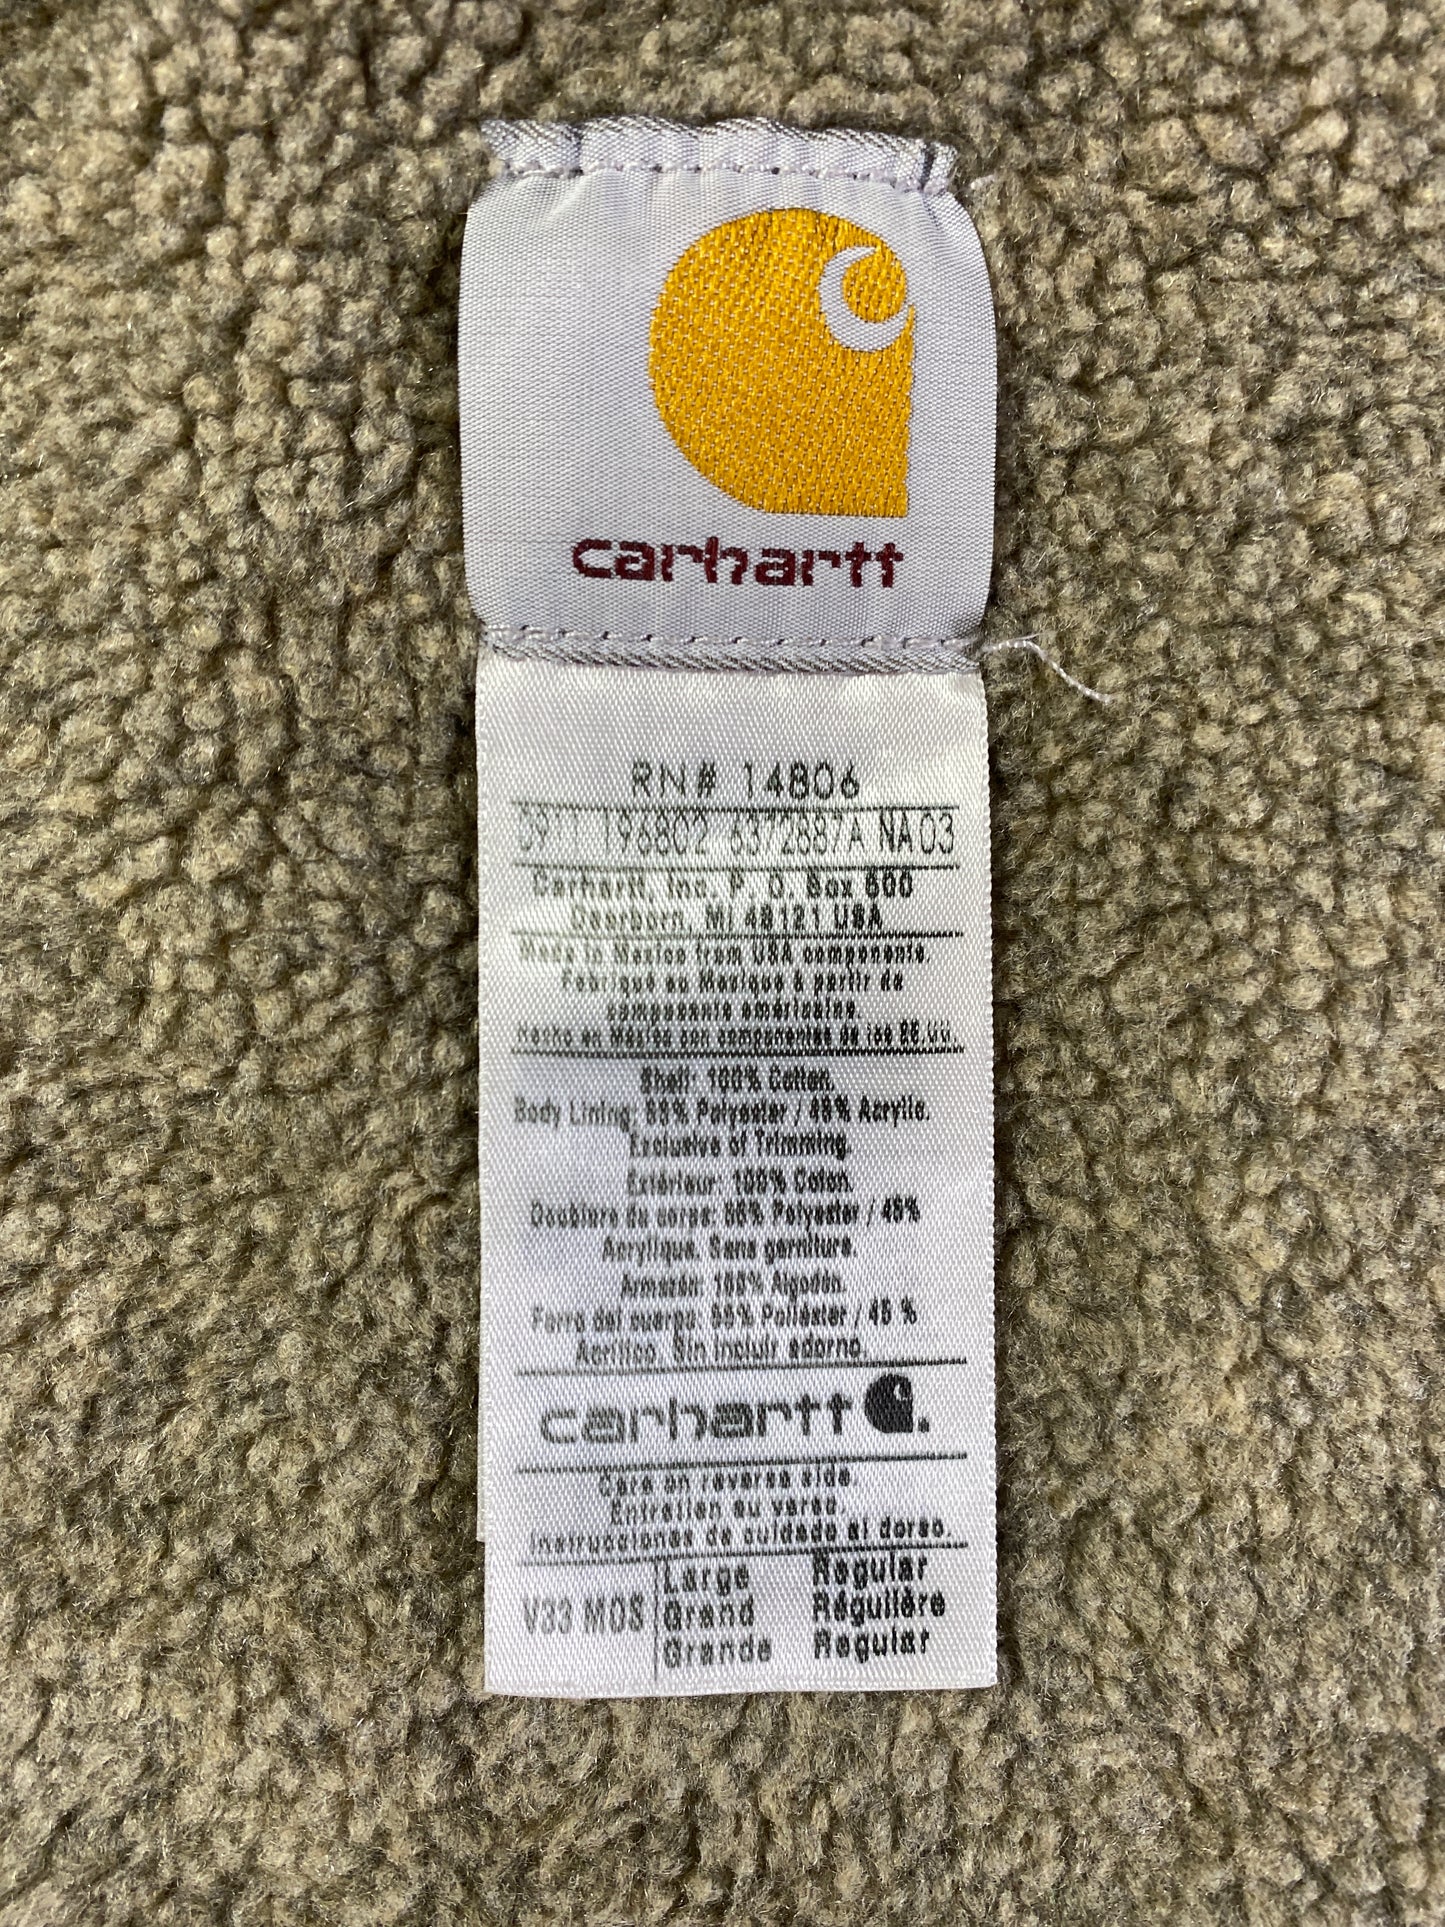 carhartt
RN# 14806
0911 196802 6372887A NA03
Carhartt, Inc. P. O. Box 600
Dearborn, MI 48121 USA
Made in Mexico from USA components.
Fabriqué au Mexique à partir de
composants américains.
Hecho en México con componentes de los EE.UU.
Shell: 100% Cotton.
Body Lining: 55% Polyester / 45% Acrylic.
Exclusive of Trimming.
Extérieur: 100% Coton.
Doublure de corps: 55% Polyester / 45%
Acrylique. Sans garniture.
Armazón: 100% Algodón.
Forro del cuerpo: 55% Poliéster / 45 %
Acrílico. Sin incluir adorno.
carhartt
Care on reverse side.
Entretien au verso.
Instrucciones de cuidado al dorso.
V33 MOS Large Regular
Grand Régulière
Grande Regular